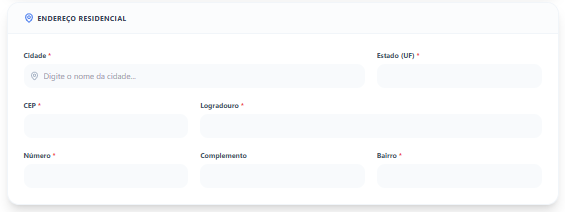 ENDEREÇO RESIDENCIAL
Cidade * Estado (UF) *
Digite o nome da cidade...
CEP * Logradouro *
Número * Complemento Bairro *